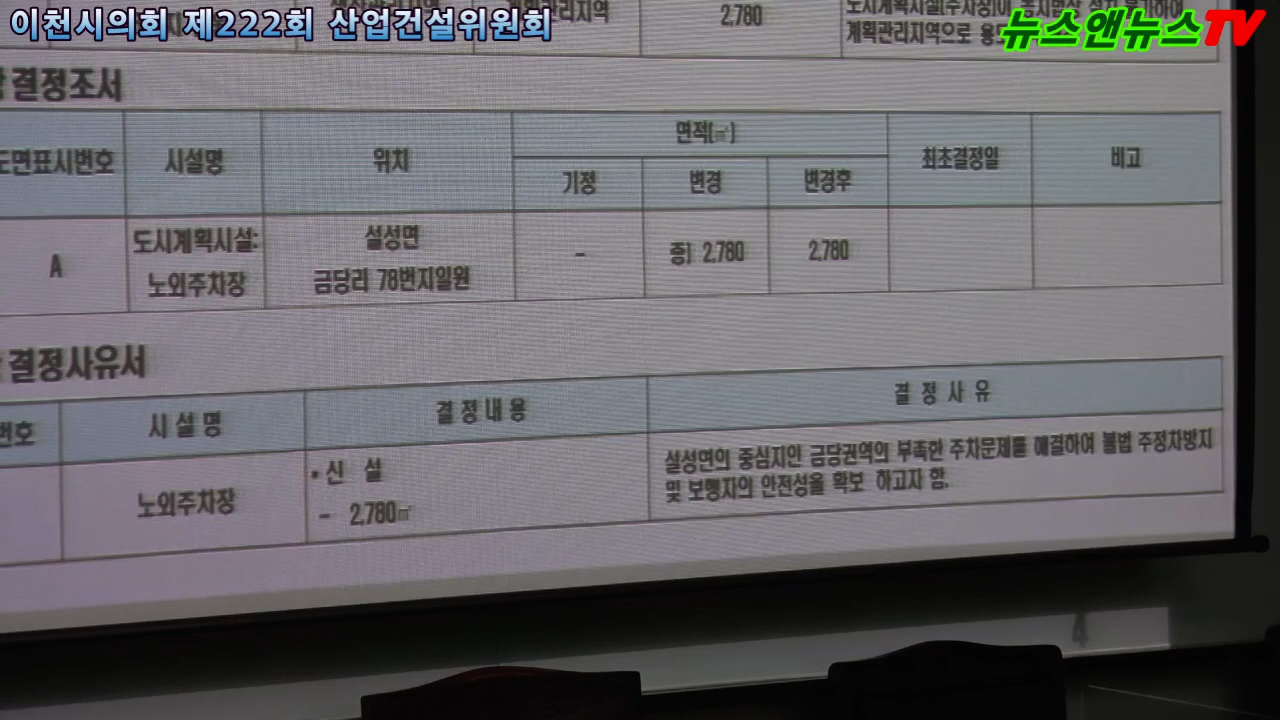 이천시의회 제222회 산업건설위원회
뉴스앤뉴스TV
관리지역
2,780
계획관리지역으로
결정조서
도면표시번호 시설명 위치 면적(㎡) 최초결정일 비고
기정 변경 변경후
A 도시계획시설: 설성면 - 증) 2,780 2,780
노외주차장 금당리 78번지일원
결정사유서
번호 시 설 명 결 정 내 용 결 정 사 유
노외주차장 • 신 설 설성면의 중심지인 금당권역의 부족한 주차문제를 해결하여 불법 주정차방지
- 2,780㎡ 및 보행자의 안전성을 확보 하고자 함.